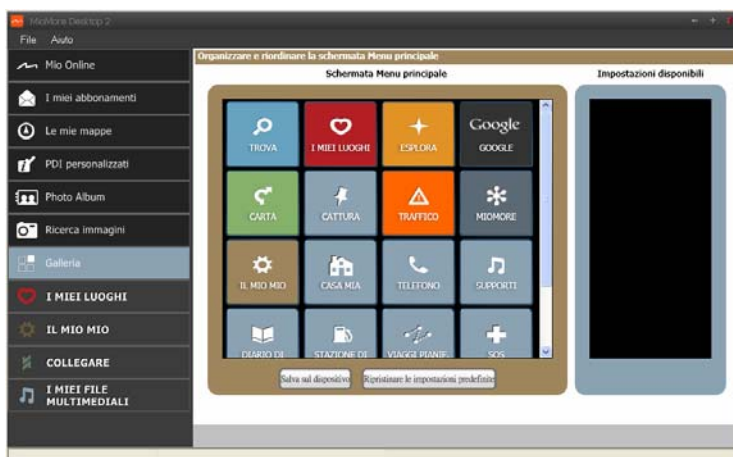 MioMore Desktop 2
File Aiuto
Mio Online
I miei abbonamenti
Le mie mappe
PDI personalizzati
Photo Album
Ricerca immagini
Galleria
I MIEI LUOGHI
IL MIO MIO
COLLEGARE
I MIEI FILE
MULTIMEDIALI
Organizzare e riordinare la schermata Menu principale
Schermata Menu principale
TROVA
I MIEI LUOGHI
ESPLORA
Google
GOOGLE
CARTA
CATTURA
TRAFFICO
MIOMORE
IL MIO MIO
CASA MIA
TELEFONO
SUPPORTI
DIARIO DI
STAZIONE DI
VIAGGI PIANIF.
SOS
Salva sul dispositivo
Ripristinare le impostazioni predefinite
Impostazioni disponibili